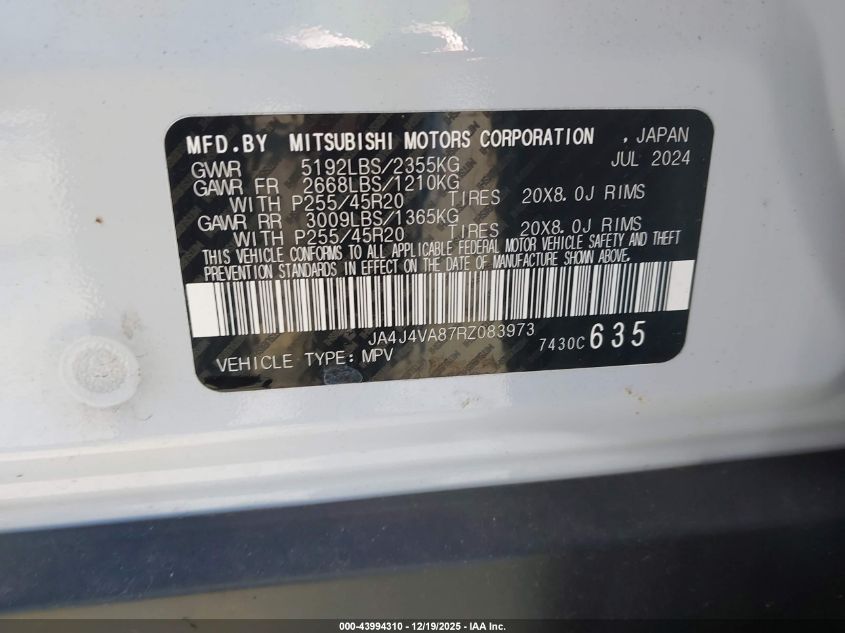 MFD.BY MITSUBISHI MOTORS CORPORATION , JAPAN
GVWR 5192LBS/2355KG JUL 2024
GAWR FR 2668LBS/1210KG
WITH P255/45R20 TIRES 20X8.0J RIMS
GAWR RR 3009LBS/1365KG
WITH P255/45R20 TIRES 20X8.0J RIMS
THIS VEHICLE CONFORMS TO ALL APPLICABLE FEDERAL MOTOR VEHICLE SAFETY AND THEFT
PREVENTION STANDARDS IN EFFECT ON THE DATE OF MANUFACTURE SHOWN ABOVE.
JA4J4VA87RZ083973
7430C 635
VEHICLE TYPE: MPV
000-43994310 - 12/19/2025 - IAA Inc.